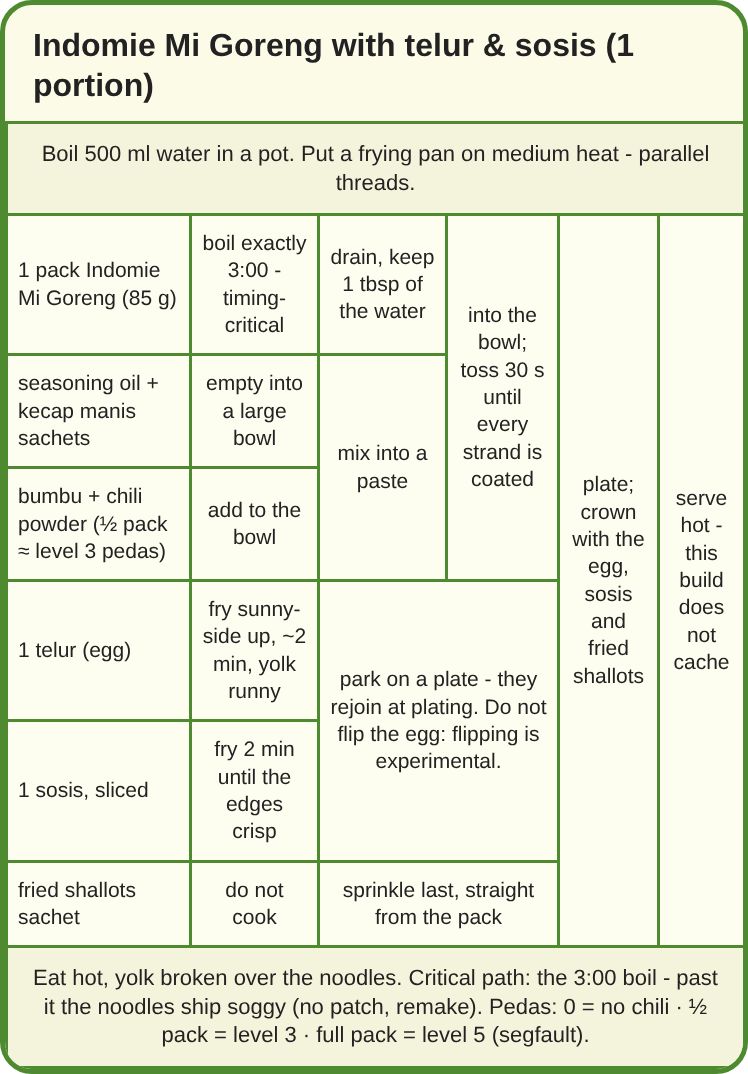 Indomie Mi Goreng with telur & sosis (1
portion)
Boil 500 ml water in a pot. Put a frying pan on medium heat - parallel
threads.
1 pack Indomie
Mi Goreng (85 g)
boil exactly
3:00 -
timing-
critical
drain, keep
1 tbsp of
the water
into the
bowl;
toss 30 s
until
every
strand is
coated
plate;
crown
with the
egg,
sosis
and
fried
shallots
serve
hot -
this
build
does
not
cache
seasoning oil +
kecap manis
sachets
empty into
a large
bowl
mix into a
paste
bumbu + chili
powder (½ pack
≈ level 3 pedas)
add to the
bowl
1 telur (egg)
fry sunny-
side up, ~2
min, yolk
runny
park on a plate - they
rejoin at plating. Do not
flip the egg: flipping is
experimental.
1 sosis, sliced
fry 2 min
until the
edges
crisp
fried shallots
sachet
do not
cook
sprinkle last, straight
from the pack
Eat hot, yolk broken over the noodles. Critical path: the 3:00 boil - past
it the noodles ship soggy (no patch, remake). Pedas: 0 = no chili · ½
pack = level 3 · full pack = level 5 (segfault).